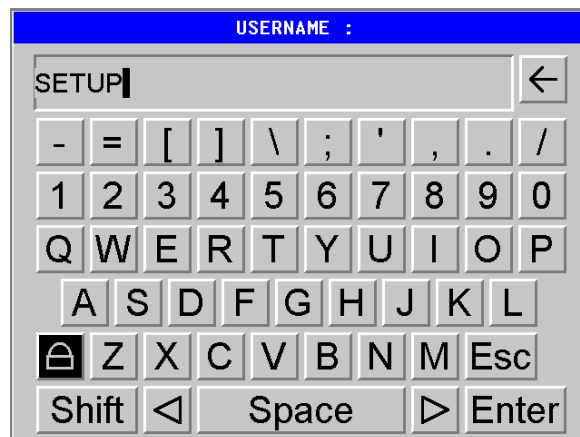 USERNAME :
SETUP
←
- = [ ] \ ; ' , . /
1 2 3 4 5 6 7 8 9 0
Q W E R T Y U I O P
A S D F G H J K L
Z X C V B N M Esc
Shift Space Enter